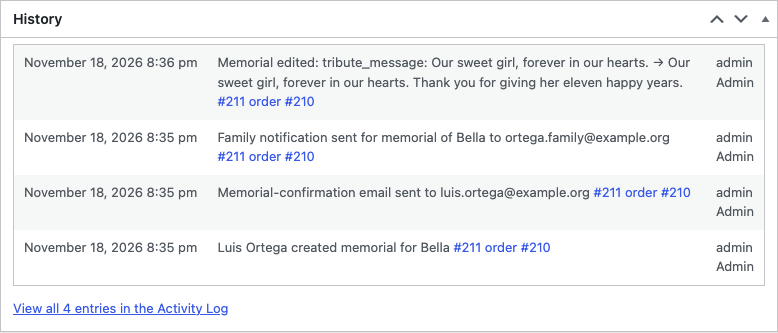 History
November 18, 2026 8:36 pm
Memorial edited: tribute_message: Our sweet girl, forever in our hearts. → Our
sweet girl, forever in our hearts. Thank you for giving her eleven happy years.
#211 order #210
admin
Admin
November 18, 2026 8:35 pm
Family notification sent for memorial of Bella to ortega.family@example.org
#211 order #210
admin
Admin
November 18, 2026 8:35 pm
Memorial-confirmation email sent to luis.ortega@example.org #211 order #210
admin
Admin
November 18, 2026 8:35 pm
Luis Ortega created memorial for Bella #211 order #210
admin
Admin
View all 4 entries in the Activity Log